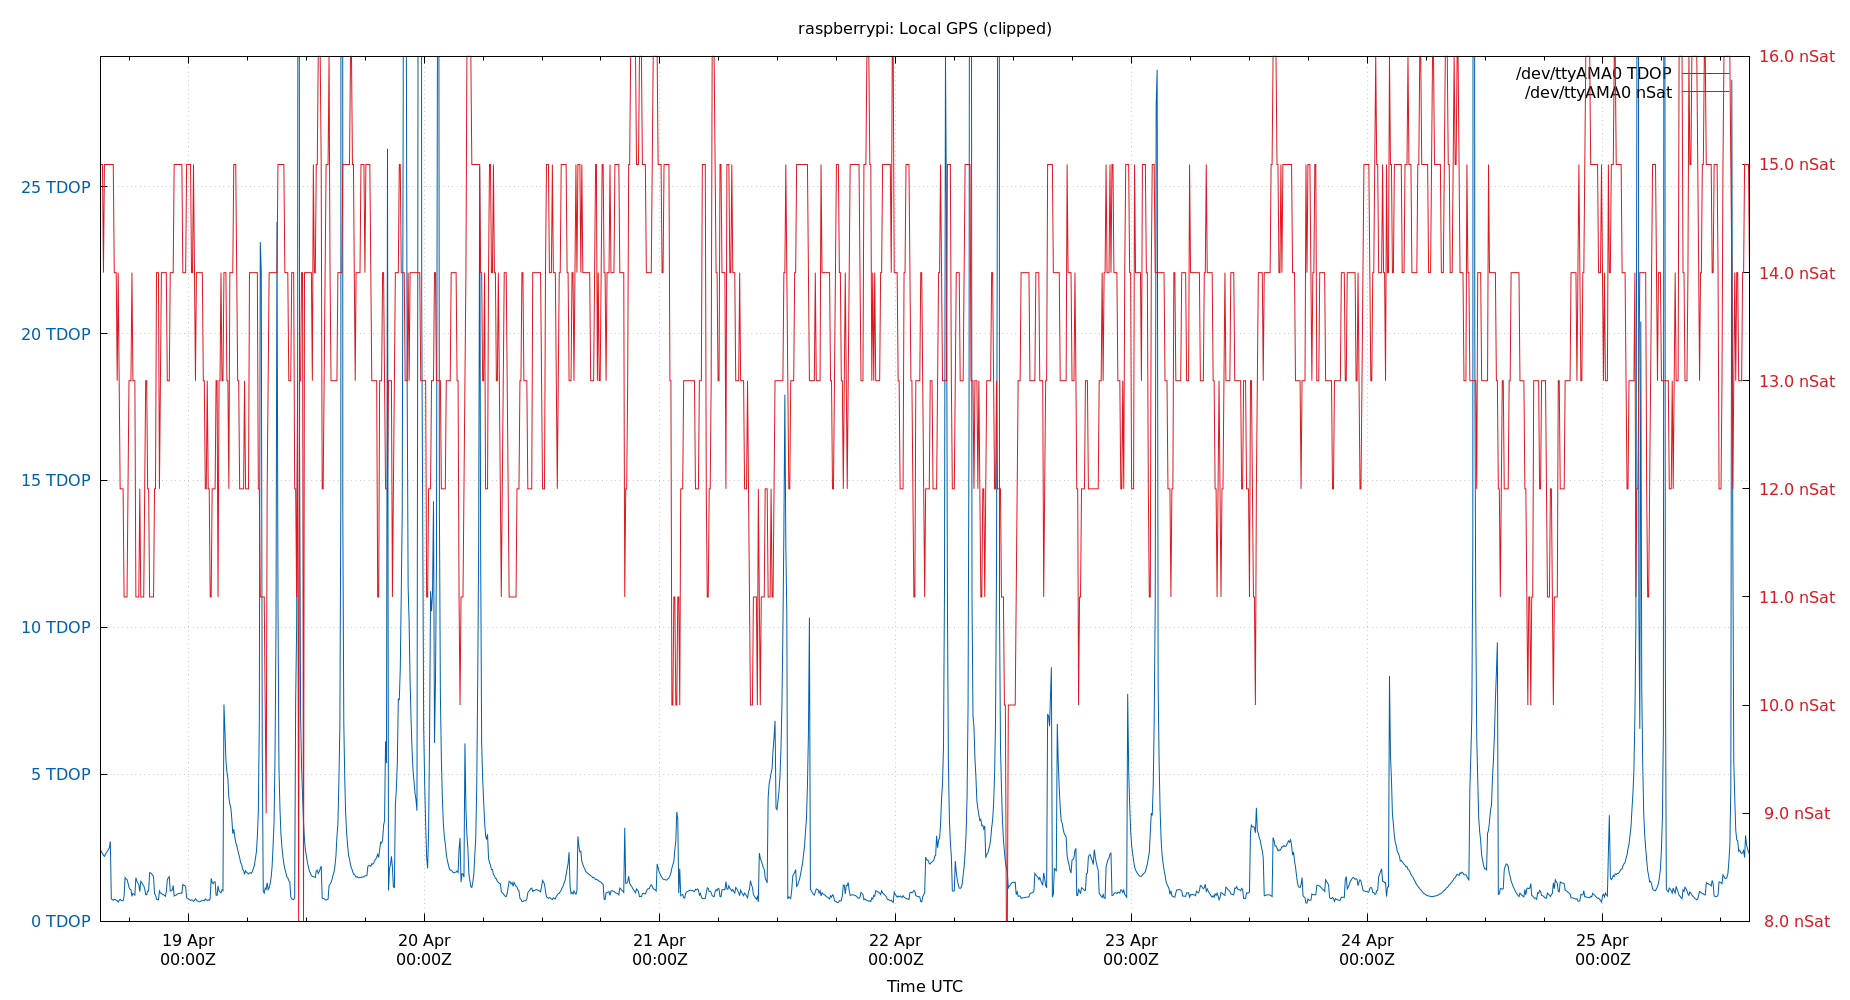 raspberrypi: Local GPS (clipped)
/dev/ttyAMA0 TDOP
/dev/ttyAMA0 nSat
25 TDOP
20 TDOP
15 TDOP
10 TDOP
5 TDOP
0 TDOP
16.0 nSat
15.0 nSat
14.0 nSat
13.0 nSat
12.0 nSat
11.0 nSat
10.0 nSat
9.0 nSat
8.0 nSat
19 Apr
00:00Z
20 Apr
00:00Z
21 Apr
00:00Z
22 Apr
00:00Z
23 Apr
00:00Z
24 Apr
00:00Z
25 Apr
00:00Z
Time UTC